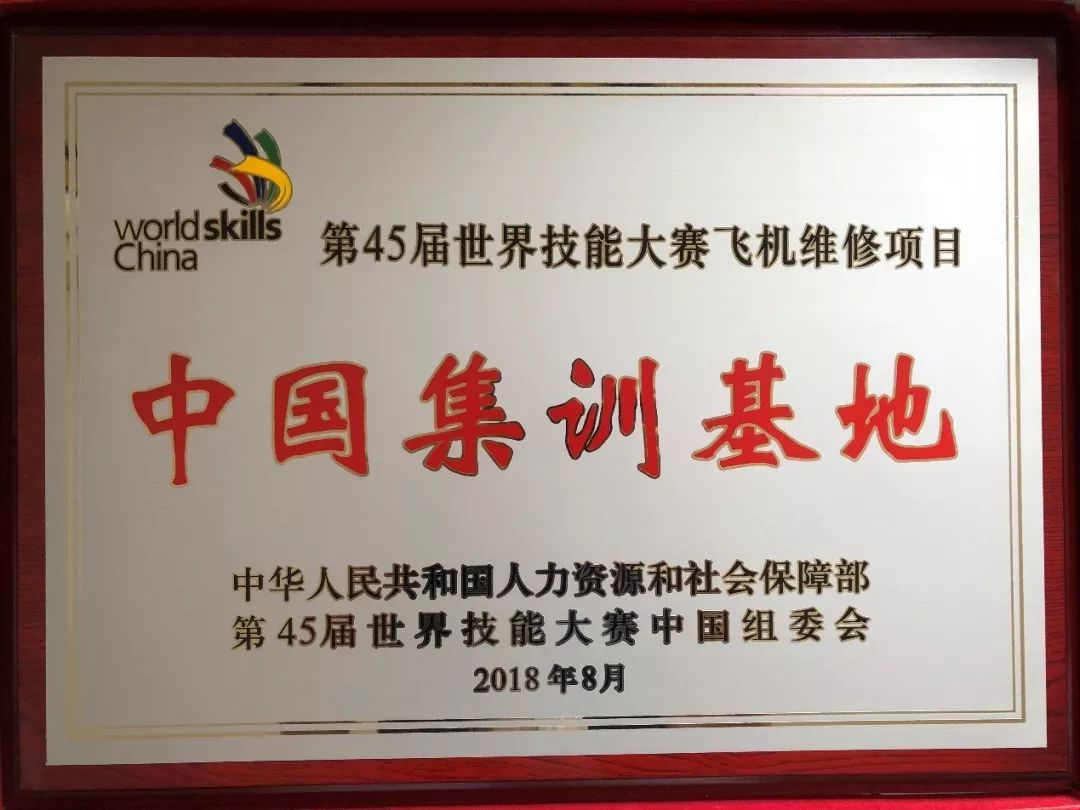 worldskills
China
第45届世界技能大赛飞机维修项目
中国集训基地
中华人民共和国人力资源和社会保障部
第45届世界技能大赛中国组委会
2018年8月